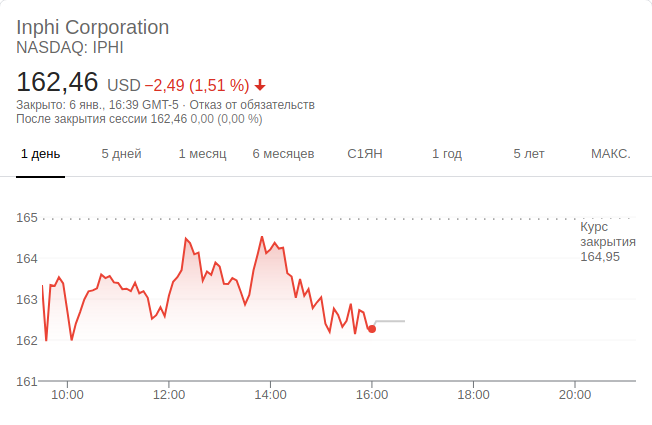 Inphi Corporation
NASDAQ: IPHI
162,46 USD −2,49 (1,51 %)
Закрыто: 6 янв., 16:39 GMT-5 · Отказ от обязательств
После закрытия сессии 162,46 0,00 (0,00 %)
1 день 5 дней 1 месяц 6 месяцев С1ЯН 1 год 5 лет МАКС.
165
Курс
закрытия
164,95
164
163
162
161
10:00 12:00 14:00 16:00 18:00 20:00